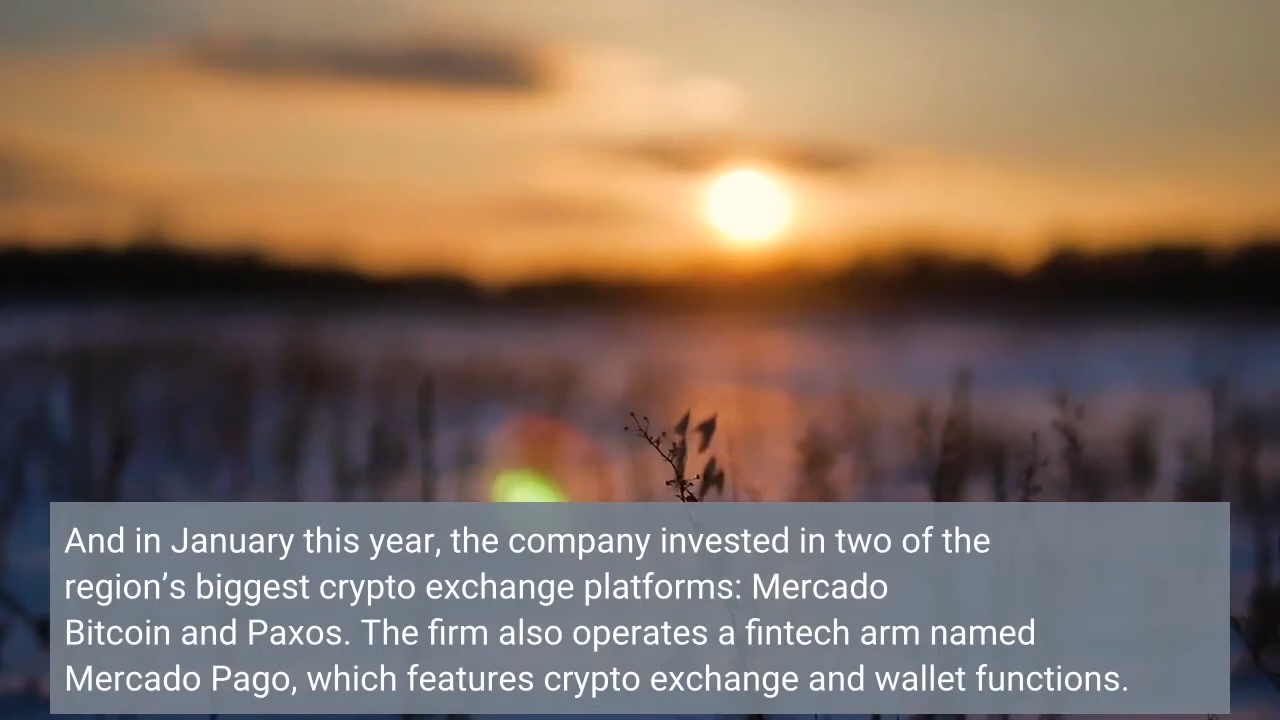 And in January this year, the company invested in two of the
region’s biggest crypto exchange platforms: Mercado
Bitcoin and Paxos. The firm also operates a fintech arm named
Mercado Pago, which features crypto exchange and wallet functions.